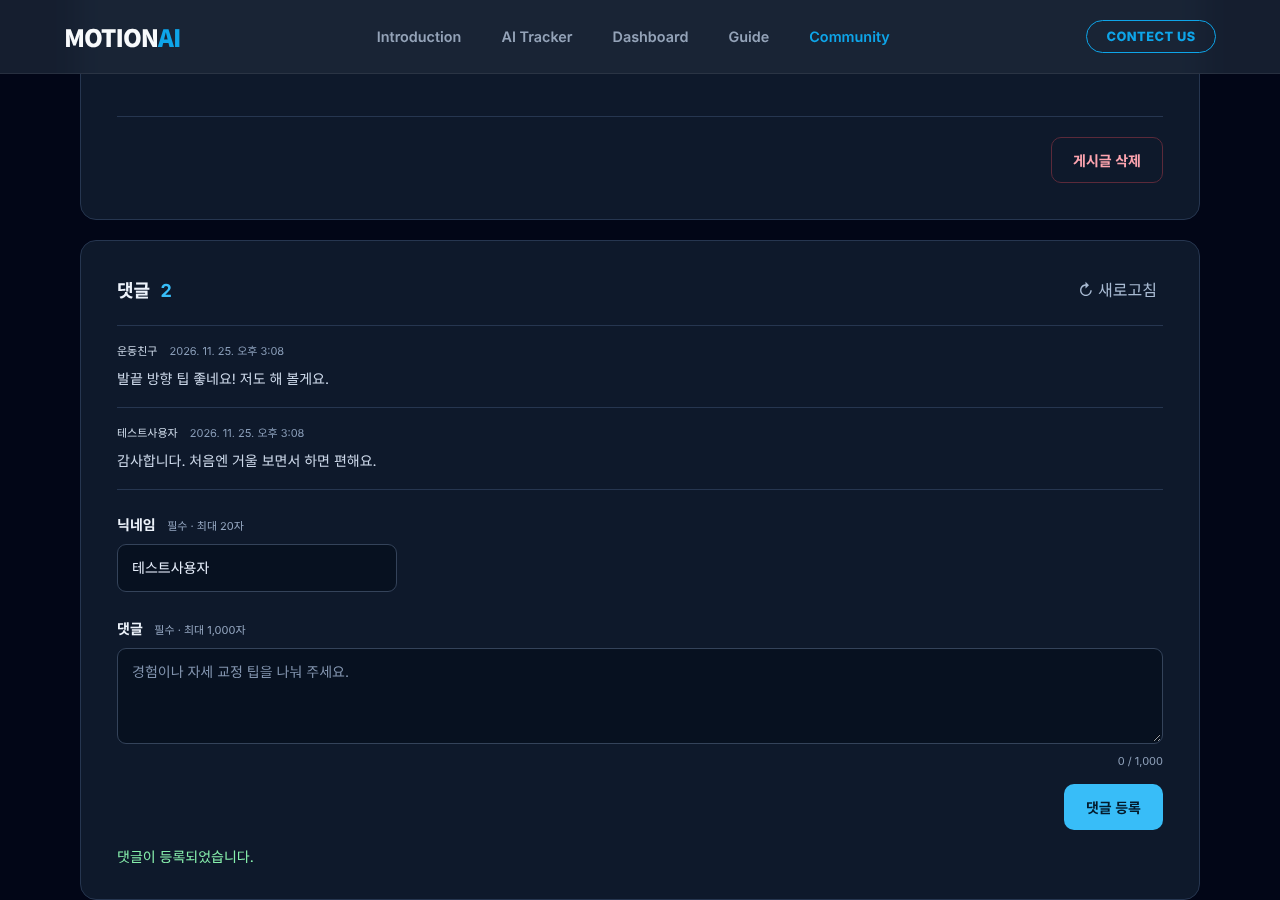 MOTIONAI
Introduction
AI Tracker
Dashboard
Guide
Community
CONTECT US
게시글 삭제
댓글 2
↻ 새로고침
운동친구 2026. 11. 25. 오후 3:08
발끝 방향 팁 좋네요! 저도 해 볼게요.
테스트사용자 2026. 11. 25. 오후 3:08
감사합니다. 처음엔 거울 보면서 하면 편해요.
닉네임 필수 · 최대 20자
테스트사용자
댓글 필수 · 최대 1,000자
경험이나 자세 교정 팁을 나눠 주세요.
0 / 1,000
댓글 등록
댓글이 등록되었습니다.